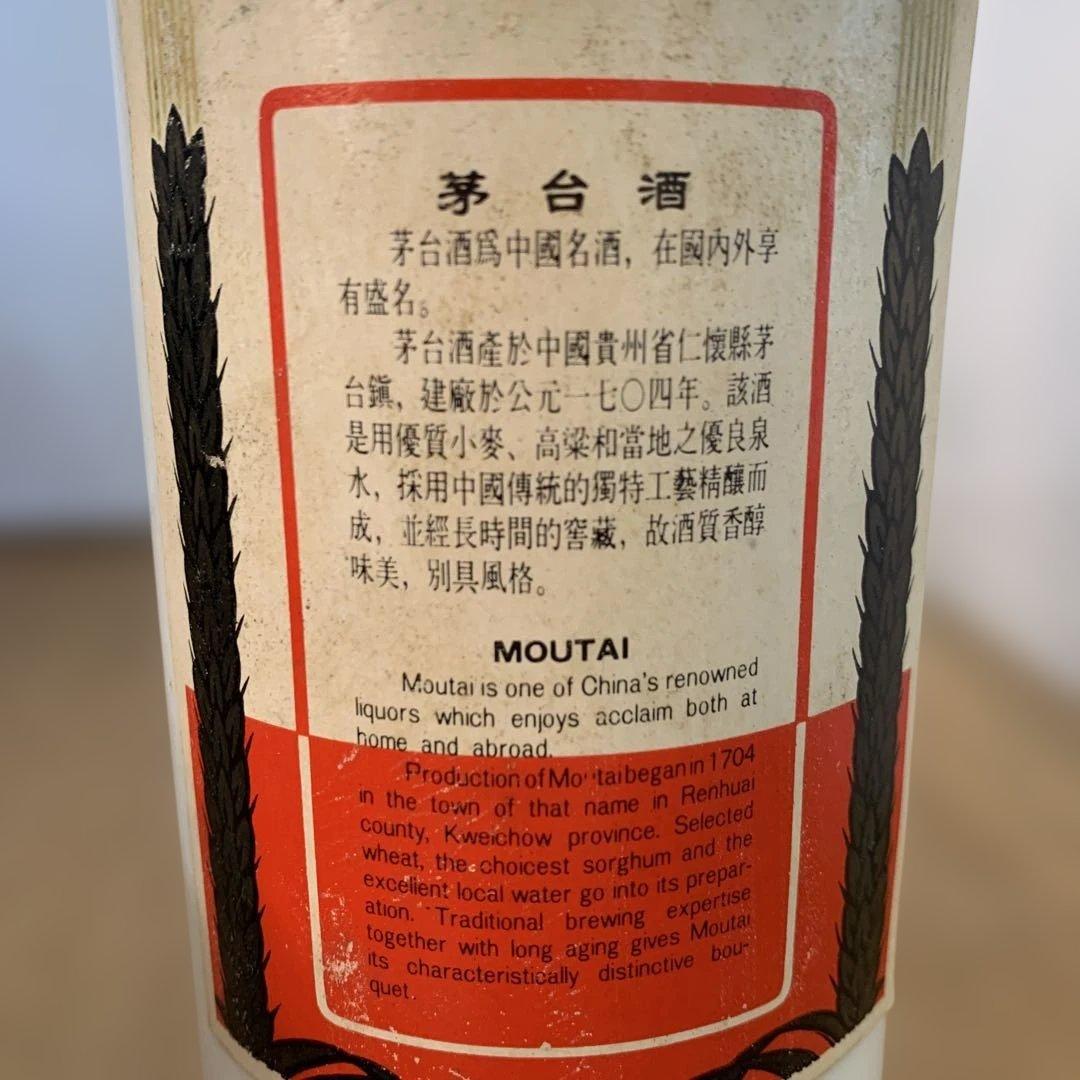 茅台酒
茅台酒爲中國名酒，在國內外享
有盛名。
茅台酒產於中國貴州省仁懷縣茅
台鎭，建廠於公元一七〇四年。該酒
是用優質小麥、高粱和當地之優良泉
水，採用中國傳統的獨特工藝精釀而
成，並經長時間的窖藏，故酒質香醇
味美，別具風格。
MOUTAI
Moutai is one of China's renowned
liquors which enjoys acclaim both at
home and abroad.
Production of Moutai began in 1704
in the town of that name in Renhuai
county, Kweichow province. Selected
wheat, the choicest sorghum and the
excellent local water go into its prepar-
ation. Traditional brewing expertise
together with long aging gives Moutai
its characteristically distinctive bou-
quet.